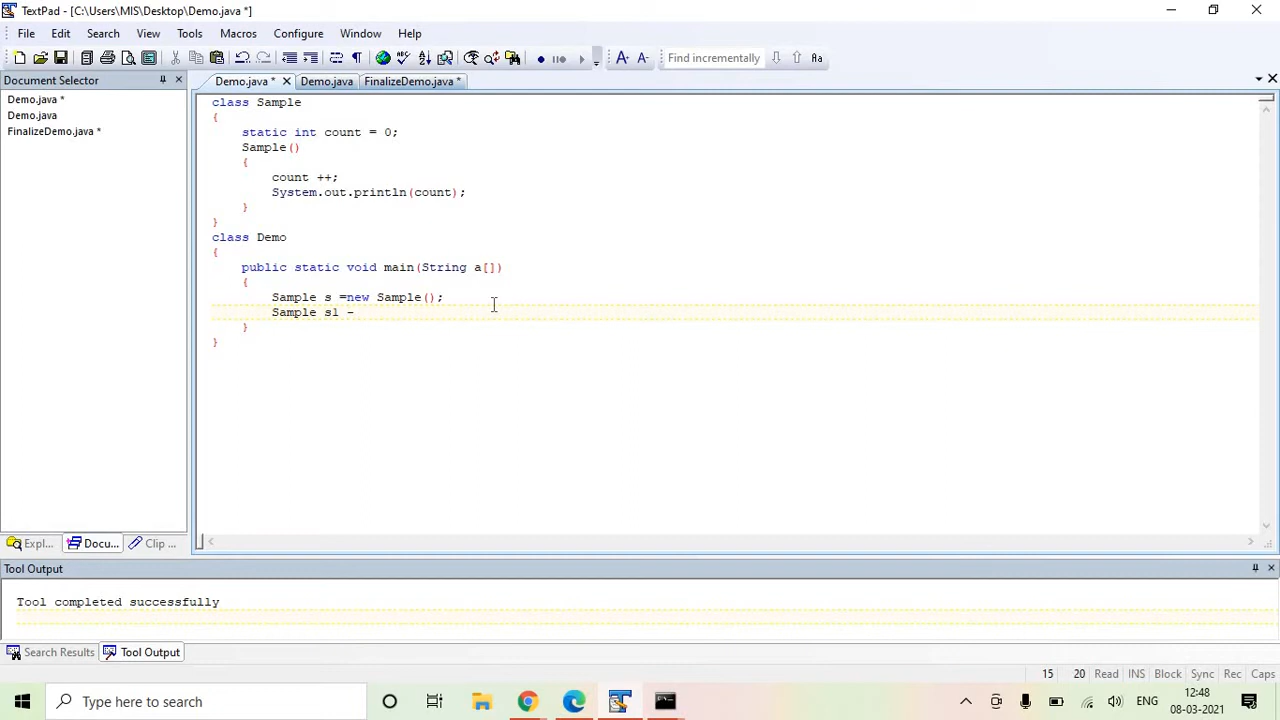 TextPad - [C:\Users\MIS\Desktop\Demo.java *]
File Edit Search View Tools Macros Configure Window Help
Find incrementally
Document Selector
Demo.java * Demo.java FinalizeDemo.java *
Demo.java *
Demo.java
FinalizeDemo.java *
class Sample
{
static int count = 0;
Sample()
{
count ++;
System.out.println(count);
}
}
class Demo
{
public static void main(String a[])
{
Sample s =new Sample();
Sample s1 -
}
}
Expl... Docu... Clip ...
Tool Output
Tool completed successfully
Search Results Tool Output
15 20 Read INS Block Sync Rec Caps
Type here to search
ENG
12:48
08-03-2021